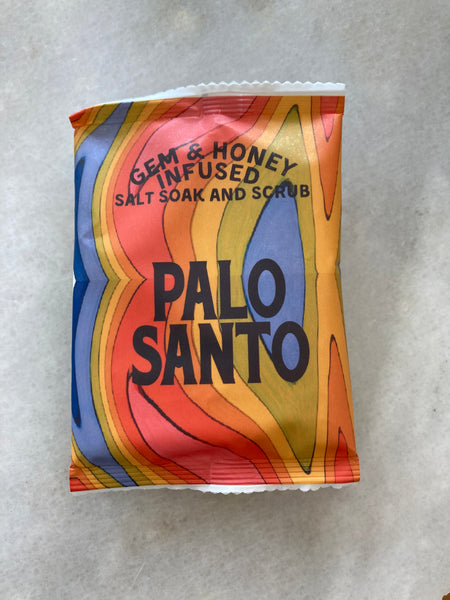 GEM & HONEY
INFUSED
SALT SOAK AND SCRUB
PALO
SANTO